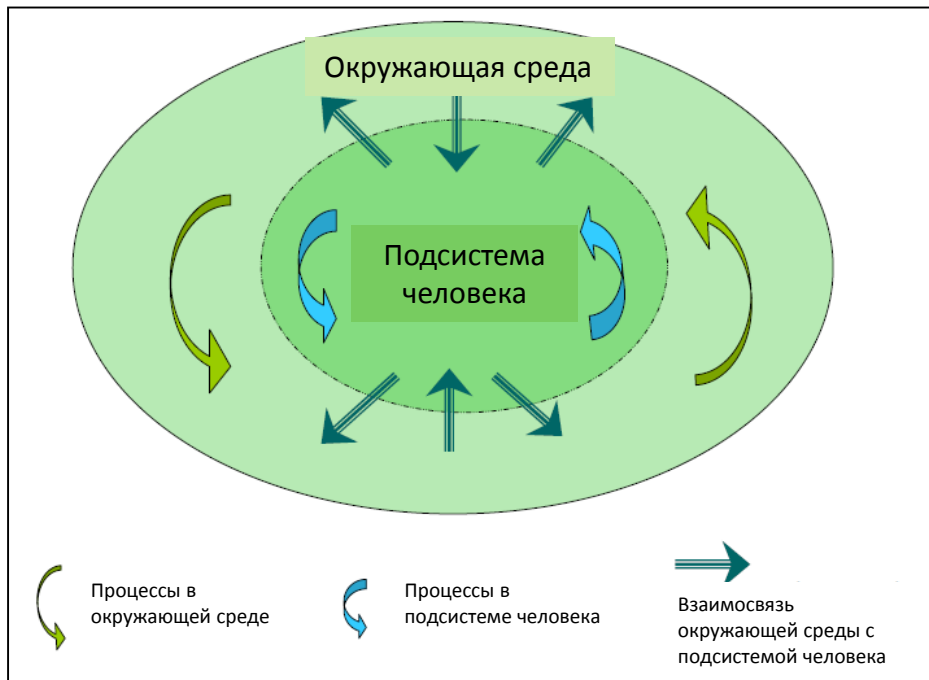 Окружающая среда
Подсистема
человека
Процессы в
окружающей среде
Процессы в
подсистеме человека
Взаимосвязь
окружающей среды с
подсистемой человека